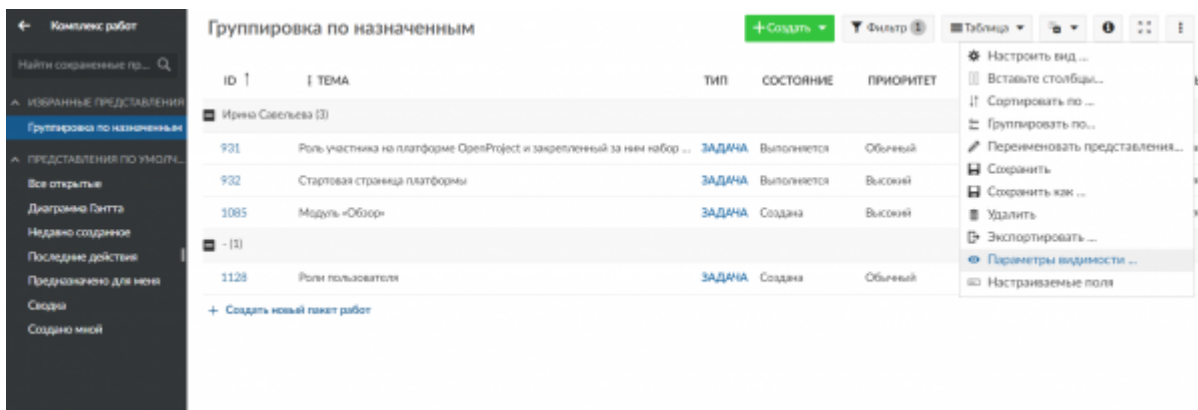 Комплекс работ
Группировка по назначенным
Создать
Фильтр 1
Таблица
Найти сохраненные пр...
ИЗБРАННЫЕ ПРЕДСТАВЛЕНИЯ
Группировка по назначенным
ПРЕДСТАВЛЕНИЯ ПО УМОЛЧ...
Все открытые
Диаграмма Гантта
Недавно созданное
Последние действия
Предназначено для меня
Сводка
Создано мной
ID ТЕМА ТИП СОСТОЯНИЕ ПРИОРИТЕТ
Ирина Савельева (3)
931 Роль участника на платформе OpenProject и закрепленный за ним набор ... ЗАДАЧА Выполняется Обычный
932 Стартовая страница платформы ЗАДАЧА Выполняется Высокий
1085 Модуль «Обзор» ЗАДАЧА Создана Высокий
- (1)
1128 Роли пользователя ЗАДАЧА Создана Обычный
+ Создать новый пакет работ
Настроить вид ...
Вставьте столбцы...
Сортировать по ...
Группировать по...
Переименовать представления...
Сохранить
Сохранить как ...
Удалить
Экспортировать ...
Параметры видимости ...
Настраиваемые поля